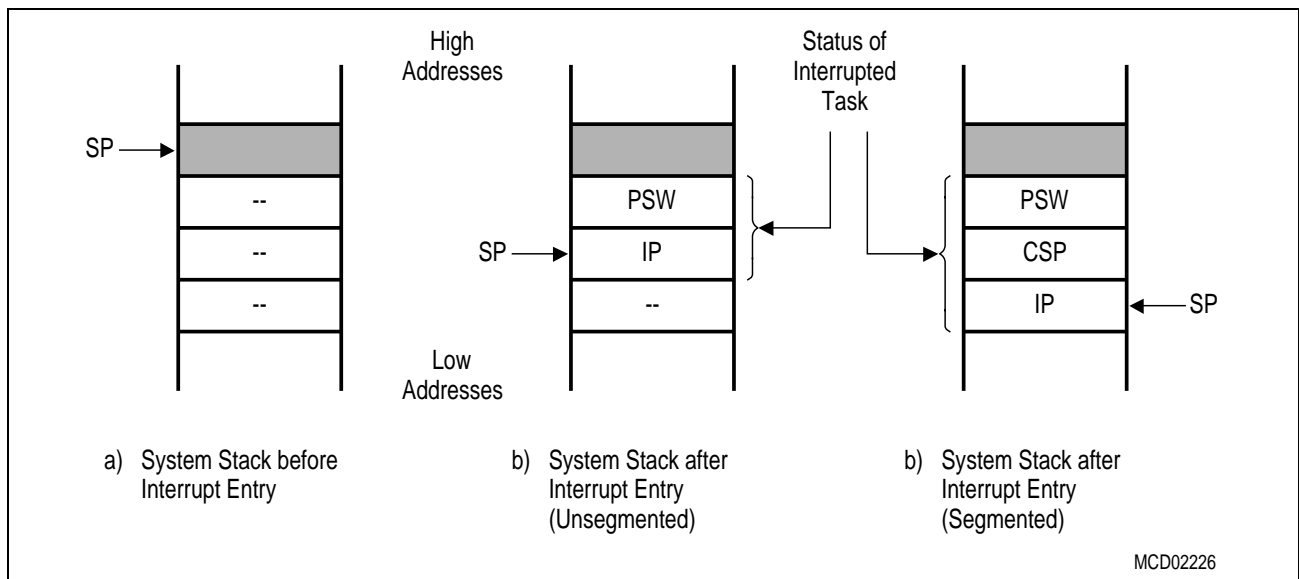 High
Addresses
Status of
Interrupted
Task
SP
--
--
--
PSW
SP
IP
--
PSW
CSP
IP
SP
Low
Addresses
a) System Stack before
Interrupt Entry
b) System Stack after
Interrupt Entry
(Unsegmented)
b) System Stack after
Interrupt Entry
(Segmented)
MCD02226